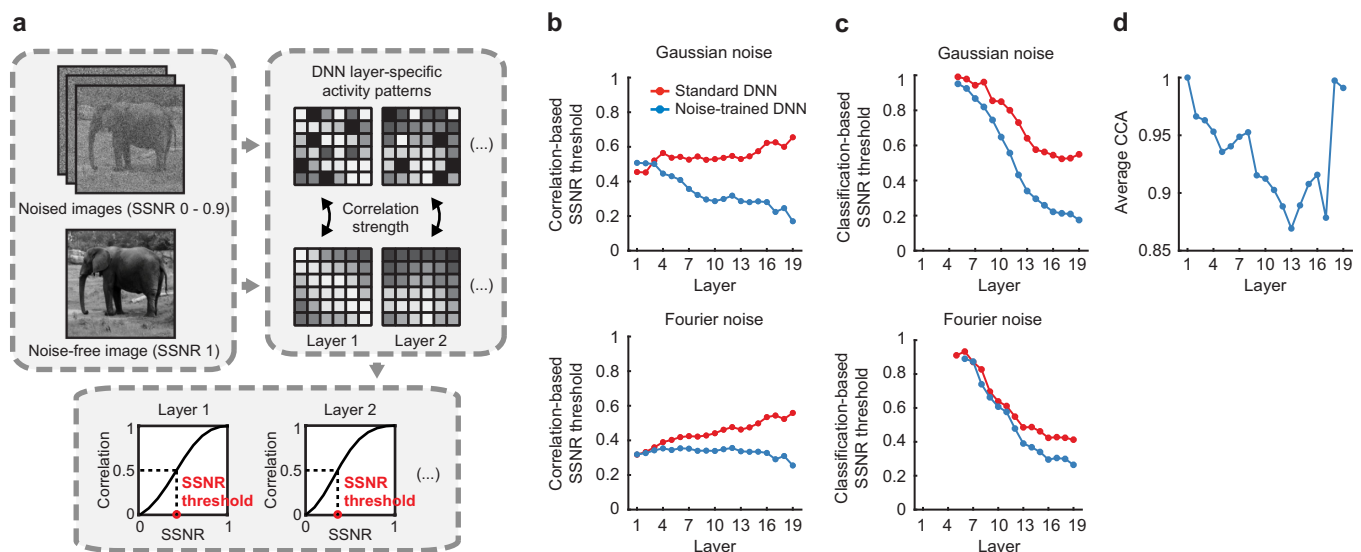 a
Noised images (SSNR 0 - 0.9)
Noise-free image (SSNR 1)
DNN layer-specific
activity patterns
(...)
Correlation
strength
(...)
Layer 1
Layer 2
Layer 1
Correlation
1
0.5
0
SSNR
threshold
0
1
SSNR
Layer 2
Correlation
1
0.5
0
SSNR
threshold
0
1
SSNR
(...)
b
Gaussian noise
Standard DNN
Noise-trained DNN
Correlation-based
SSNR threshold
1
0.8
0.6
0.4
0.2
0
1 4 7 10 13 16 19
Layer
Fourier noise
Correlation-based
SSNR threshold
1
0.8
0.6
0.4
0.2
0
1 4 7 10 13 16 19
Layer
c
Gaussian noise
Classification-based
SSNR threshold
1
0.8
0.6
0.4
0.2
0
1 4 7 10 13 16 19
Layer
Fourier noise
Classification-based
SSNR threshold
1
0.8
0.6
0.4
0.2
0
1 4 7 10 13 16 19
Layer
d
Average CCA
1
0.95
0.9
0.85
1 4 7 10 13 16 19
Layer